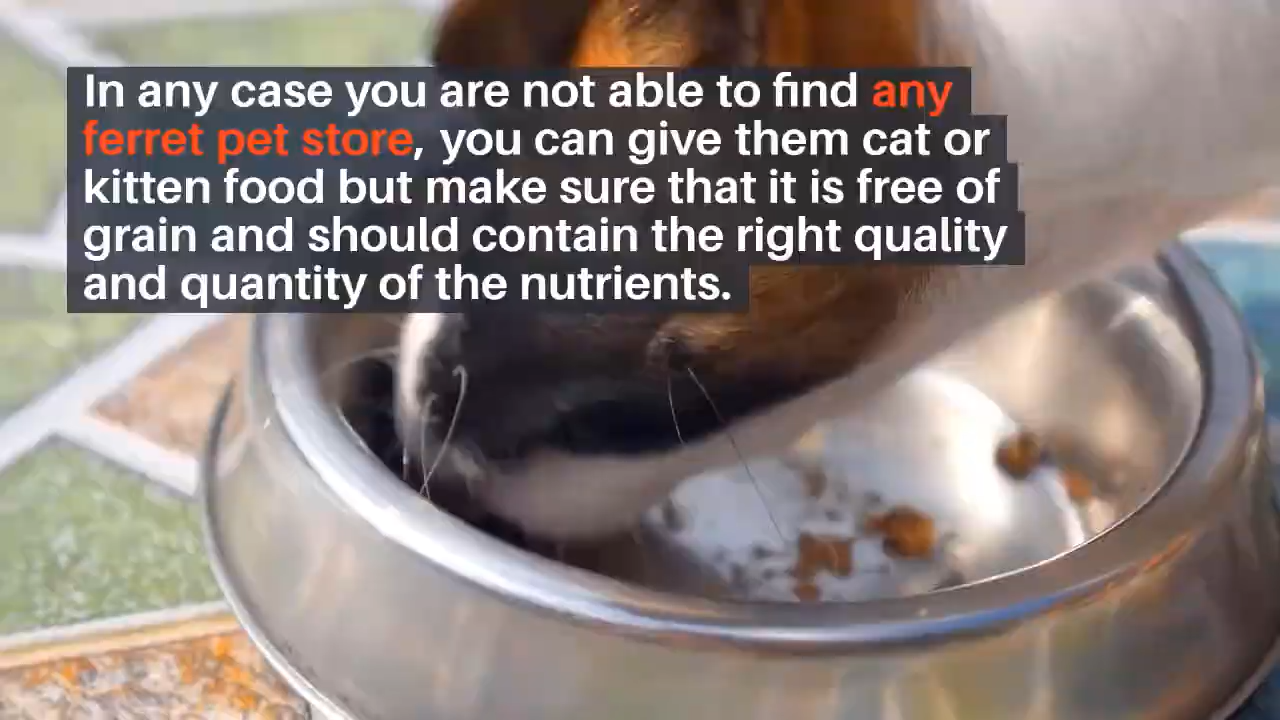 In any case you are not able to find any
ferret pet store, you can give them cat or
kitten food but make sure that it is free of
grain and should contain the right quality
and quantity of the nutrients.